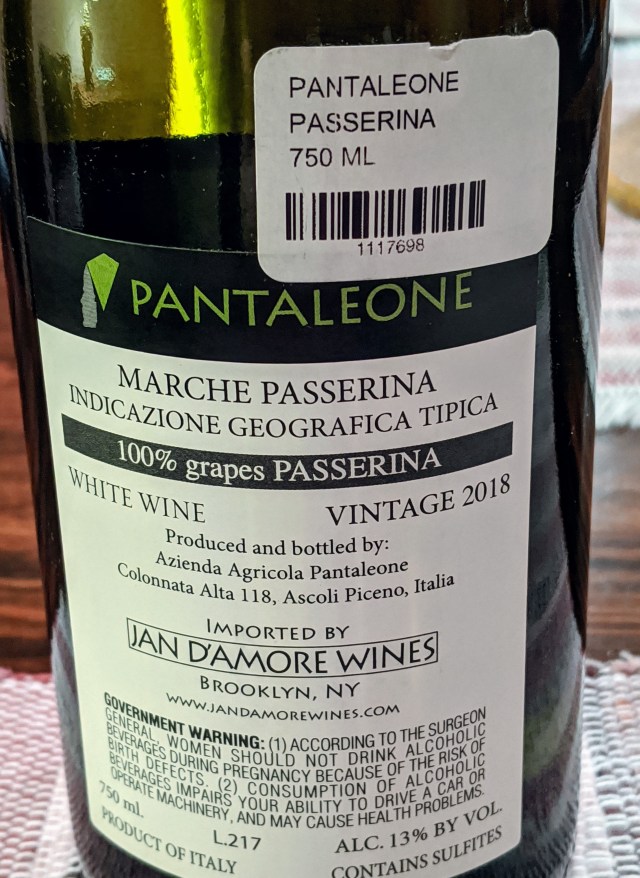 PANTALEONE
PASSERINA
750 ML
1117698
PANTALEONE
MARCHE PASSERINA
INDICAZIONE GEOGRAFICA TIPICA
100% grapes PASSERINA
WHITE WINE VINTAGE 2018
Produced and bottled by:
Azienda Agricola Pantaleone
Colonnata Alta 118, Ascoli Piceno, Italia
IMPORTED BY
JAN D'AMORE WINES
BROOKLYN, NY
WWW.JANDAMOREWINES.COM
GOVERNMENT WARNING: (1) ACCORDING TO THE SURGEON
GENERAL, WOMEN SHOULD NOT DRINK ALCOHOLIC
BEVERAGES DURING PREGNANCY BECAUSE OF THE RISK OF
BIRTH DEFECTS. (2) CONSUMPTION OF ALCOHOLIC
BEVERAGES IMPAIRS YOUR ABILITY TO DRIVE A CAR OR
OPERATE MACHINERY, AND MAY CAUSE HEALTH PROBLEMS.
750 ml. L.217 ALC. 13% BY VOL.
PRODUCT OF ITALY CONTAINS SULFITES